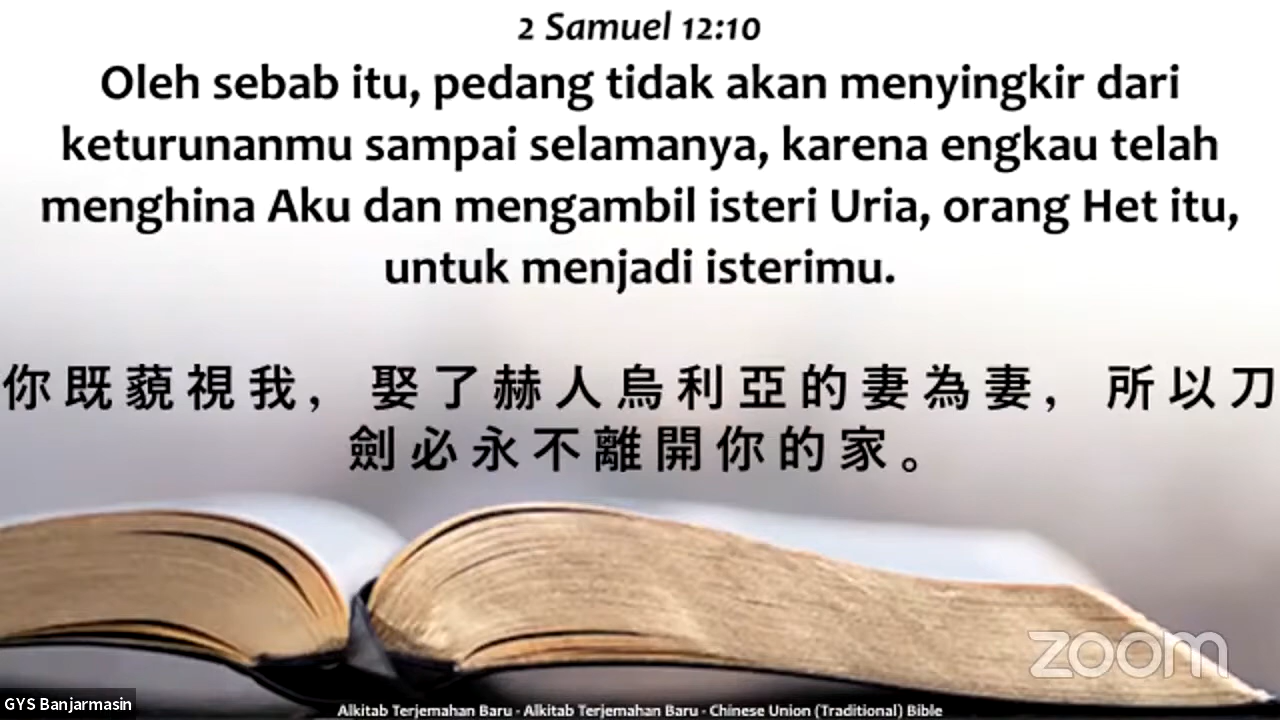 2 Samuel 12:10
Oleh sebab itu, pedang tidak akan menyingkir dari
keturunanmu sampai selamanya, karena engkau telah
menghina Aku dan mengambil isteri Uria, orang Het itu,
untuk menjadi isterimu.
你既藐視我，娶了赫人烏利亞的妻為妻，所以刀
劍必永不離開你的家。
zoom
GYS Banjarmasin
Alkitab Terjemahan Baru - Alkitab Terjemahan Baru - Chinese Union (Traditional) Bible